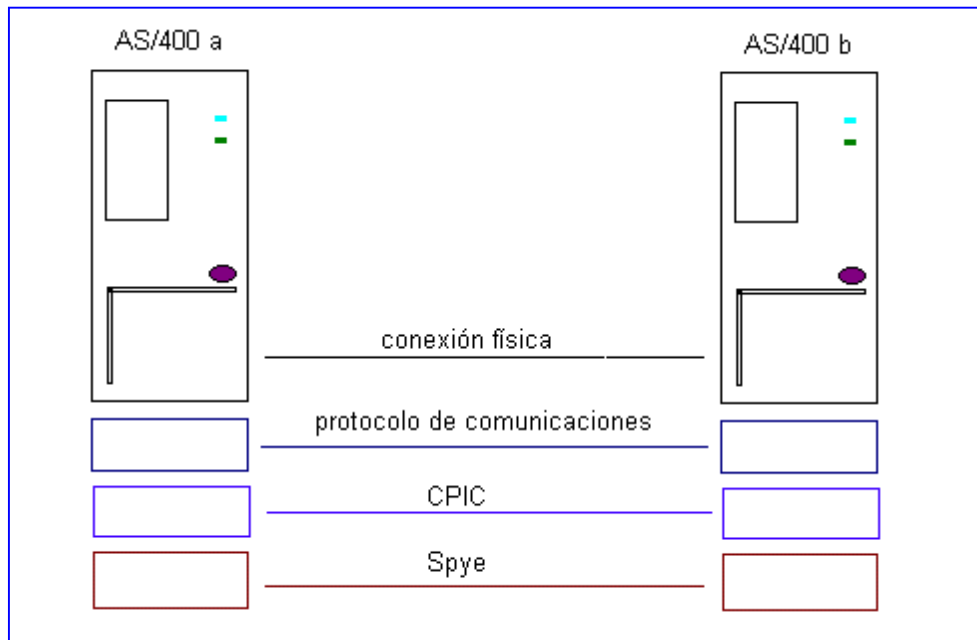 AS/400 a
AS/400 b
conexión física
protocolo de comunicaciones
CPIC
Spye